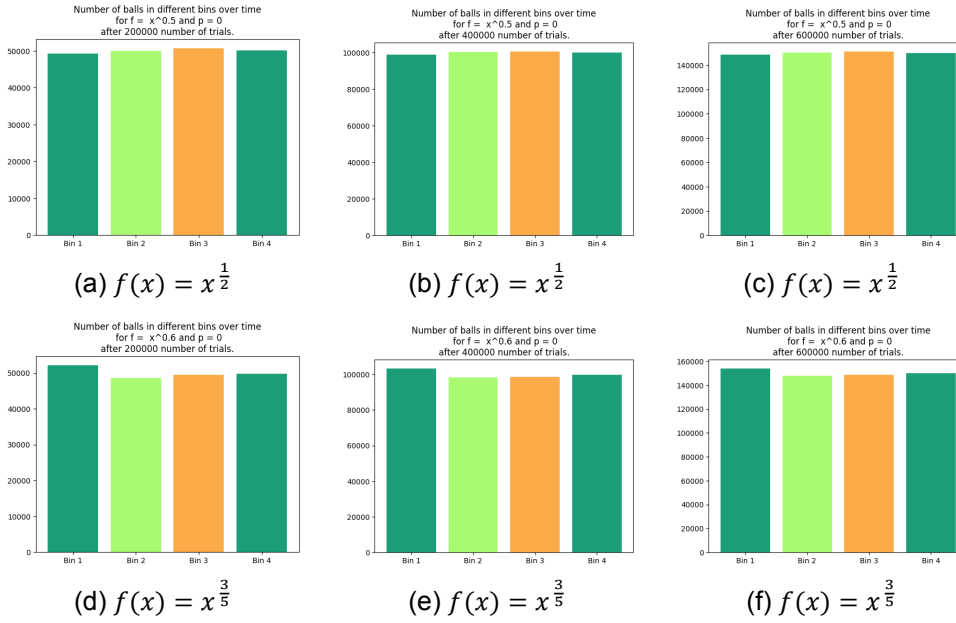 Number of balls in different bins over time
for f =  x^0.5 and p = 0
after 200000 number of trials.
50000
40000
30000
20000
10000
0
Bin 1 Bin 2 Bin 3 Bin 4
(a) f(x) = x^{1/2}
Number of balls in different bins over time
for f =  x^0.5 and p = 0
after 400000 number of trials.
100000
80000
60000
40000
20000
0
Bin 1 Bin 2 Bin 3 Bin 4
(b) f(x) = x^{1/2}
Number of balls in different bins over time
for f =  x^0.5 and p = 0
after 600000 number of trials.
140000
120000
100000
80000
60000
40000
20000
0
Bin 1 Bin 2 Bin 3 Bin 4
(c) f(x) = x^{1/2}
Number of balls in different bins over time
for f =  x^0.6 and p = 0
after 200000 number of trials.
50000
40000
30000
20000
10000
0
Bin 1 Bin 2 Bin 3 Bin 4
(d) f(x) = x^{3/5}
Number of balls in different bins over time
for f =  x^0.6 and p = 0
after 400000 number of trials.
100000
80000
60000
40000
20000
0
Bin 1 Bin 2 Bin 3 Bin 4
(e) f(x) = x^{3/5}
Number of balls in different bins over time
for f =  x^0.6 and p = 0
after 600000 number of trials.
160000
140000
120000
100000
80000
60000
40000
20000
0
Bin 1 Bin 2 Bin 3 Bin 4
(f) f(x) = x^{3/5}